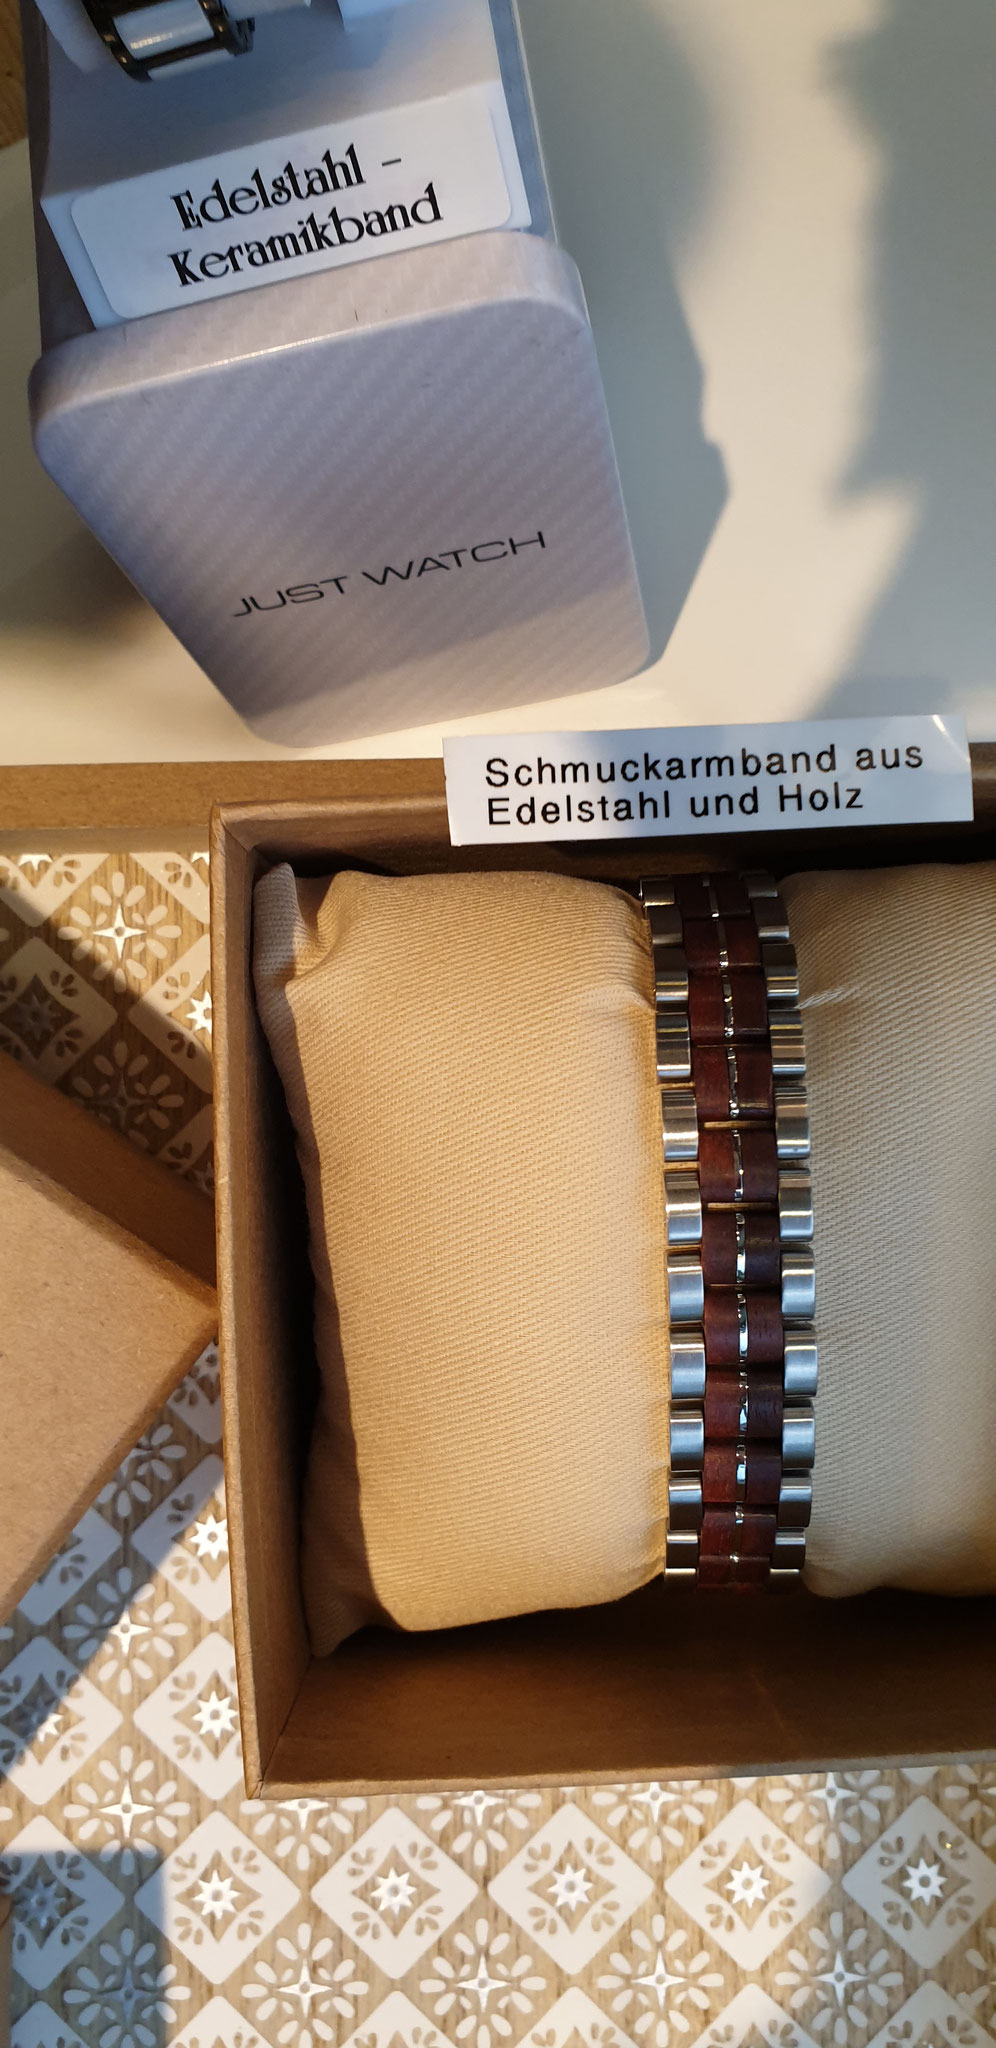 Edelstahl -
Keramikband
JUST WATCH
Schmuckarmband aus
Edelstahl und Holz